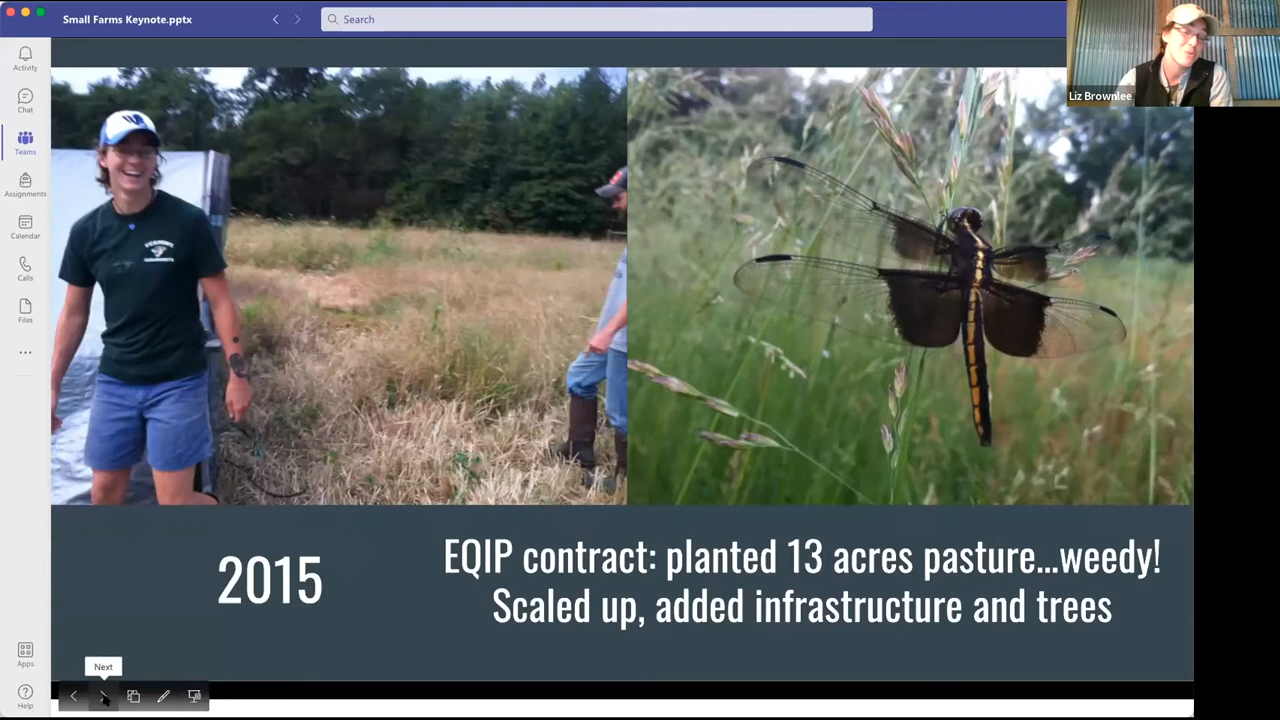 Small Farms Keynote.pptx
Search
Liz Brownlee
Activity
Chat
Teams
Assignments
Calendar
Calls
Files
Apps
Help
VERMONT
2015
EQIP contract: planted 13 acres pasture...weedy!
Scaled up, added infrastructure and trees
Next